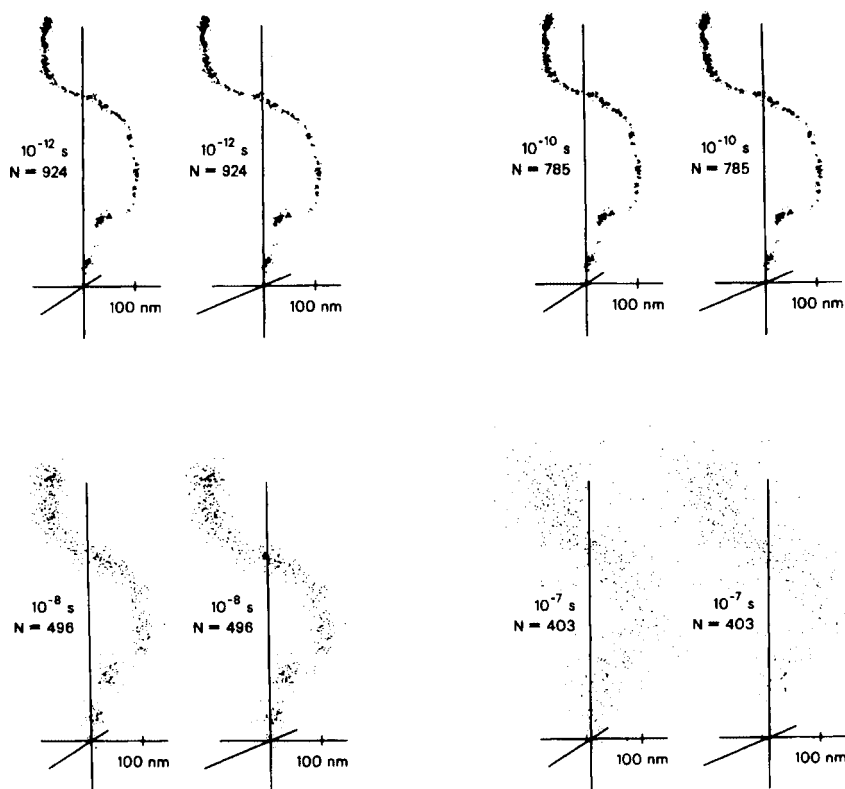 10⁻¹² s
N = 924
100 nm
10⁻¹² s
N = 924
100 nm
10⁻¹⁰ s
N = 785
100 nm
10⁻¹⁰ s
N = 785
100 nm
10⁻⁸ s
N = 496
100 nm
10⁻⁸ s
N = 496
100 nm
10⁻⁷ s
N = 403
100 nm
10⁻⁷ s
N = 403
100 nm